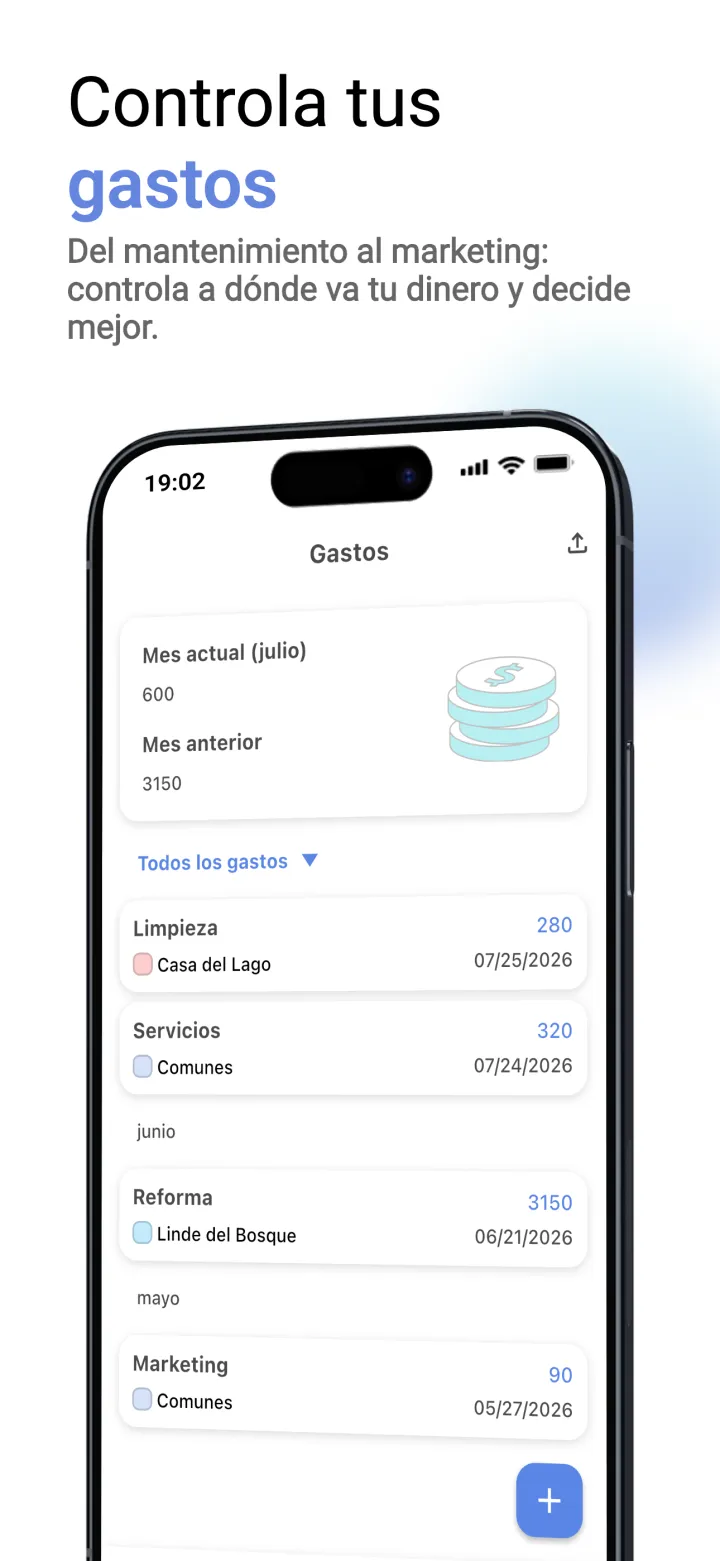 Controla tus
gastos
Del mantenimiento al marketing:
controla a dónde va tu dinero y decide
mejor.
19:02
Gastos
Mes actual (julio)
600
Mes anterior
3150
$
Todos los gastos
Limpieza
280
Casa del Lago
07/25/2026
Servicios
320
Comunes
07/24/2026
junio
Reforma
3150
Linde del Bosque
06/21/2026
mayo
Marketing
90
Comunes
05/27/2026
+